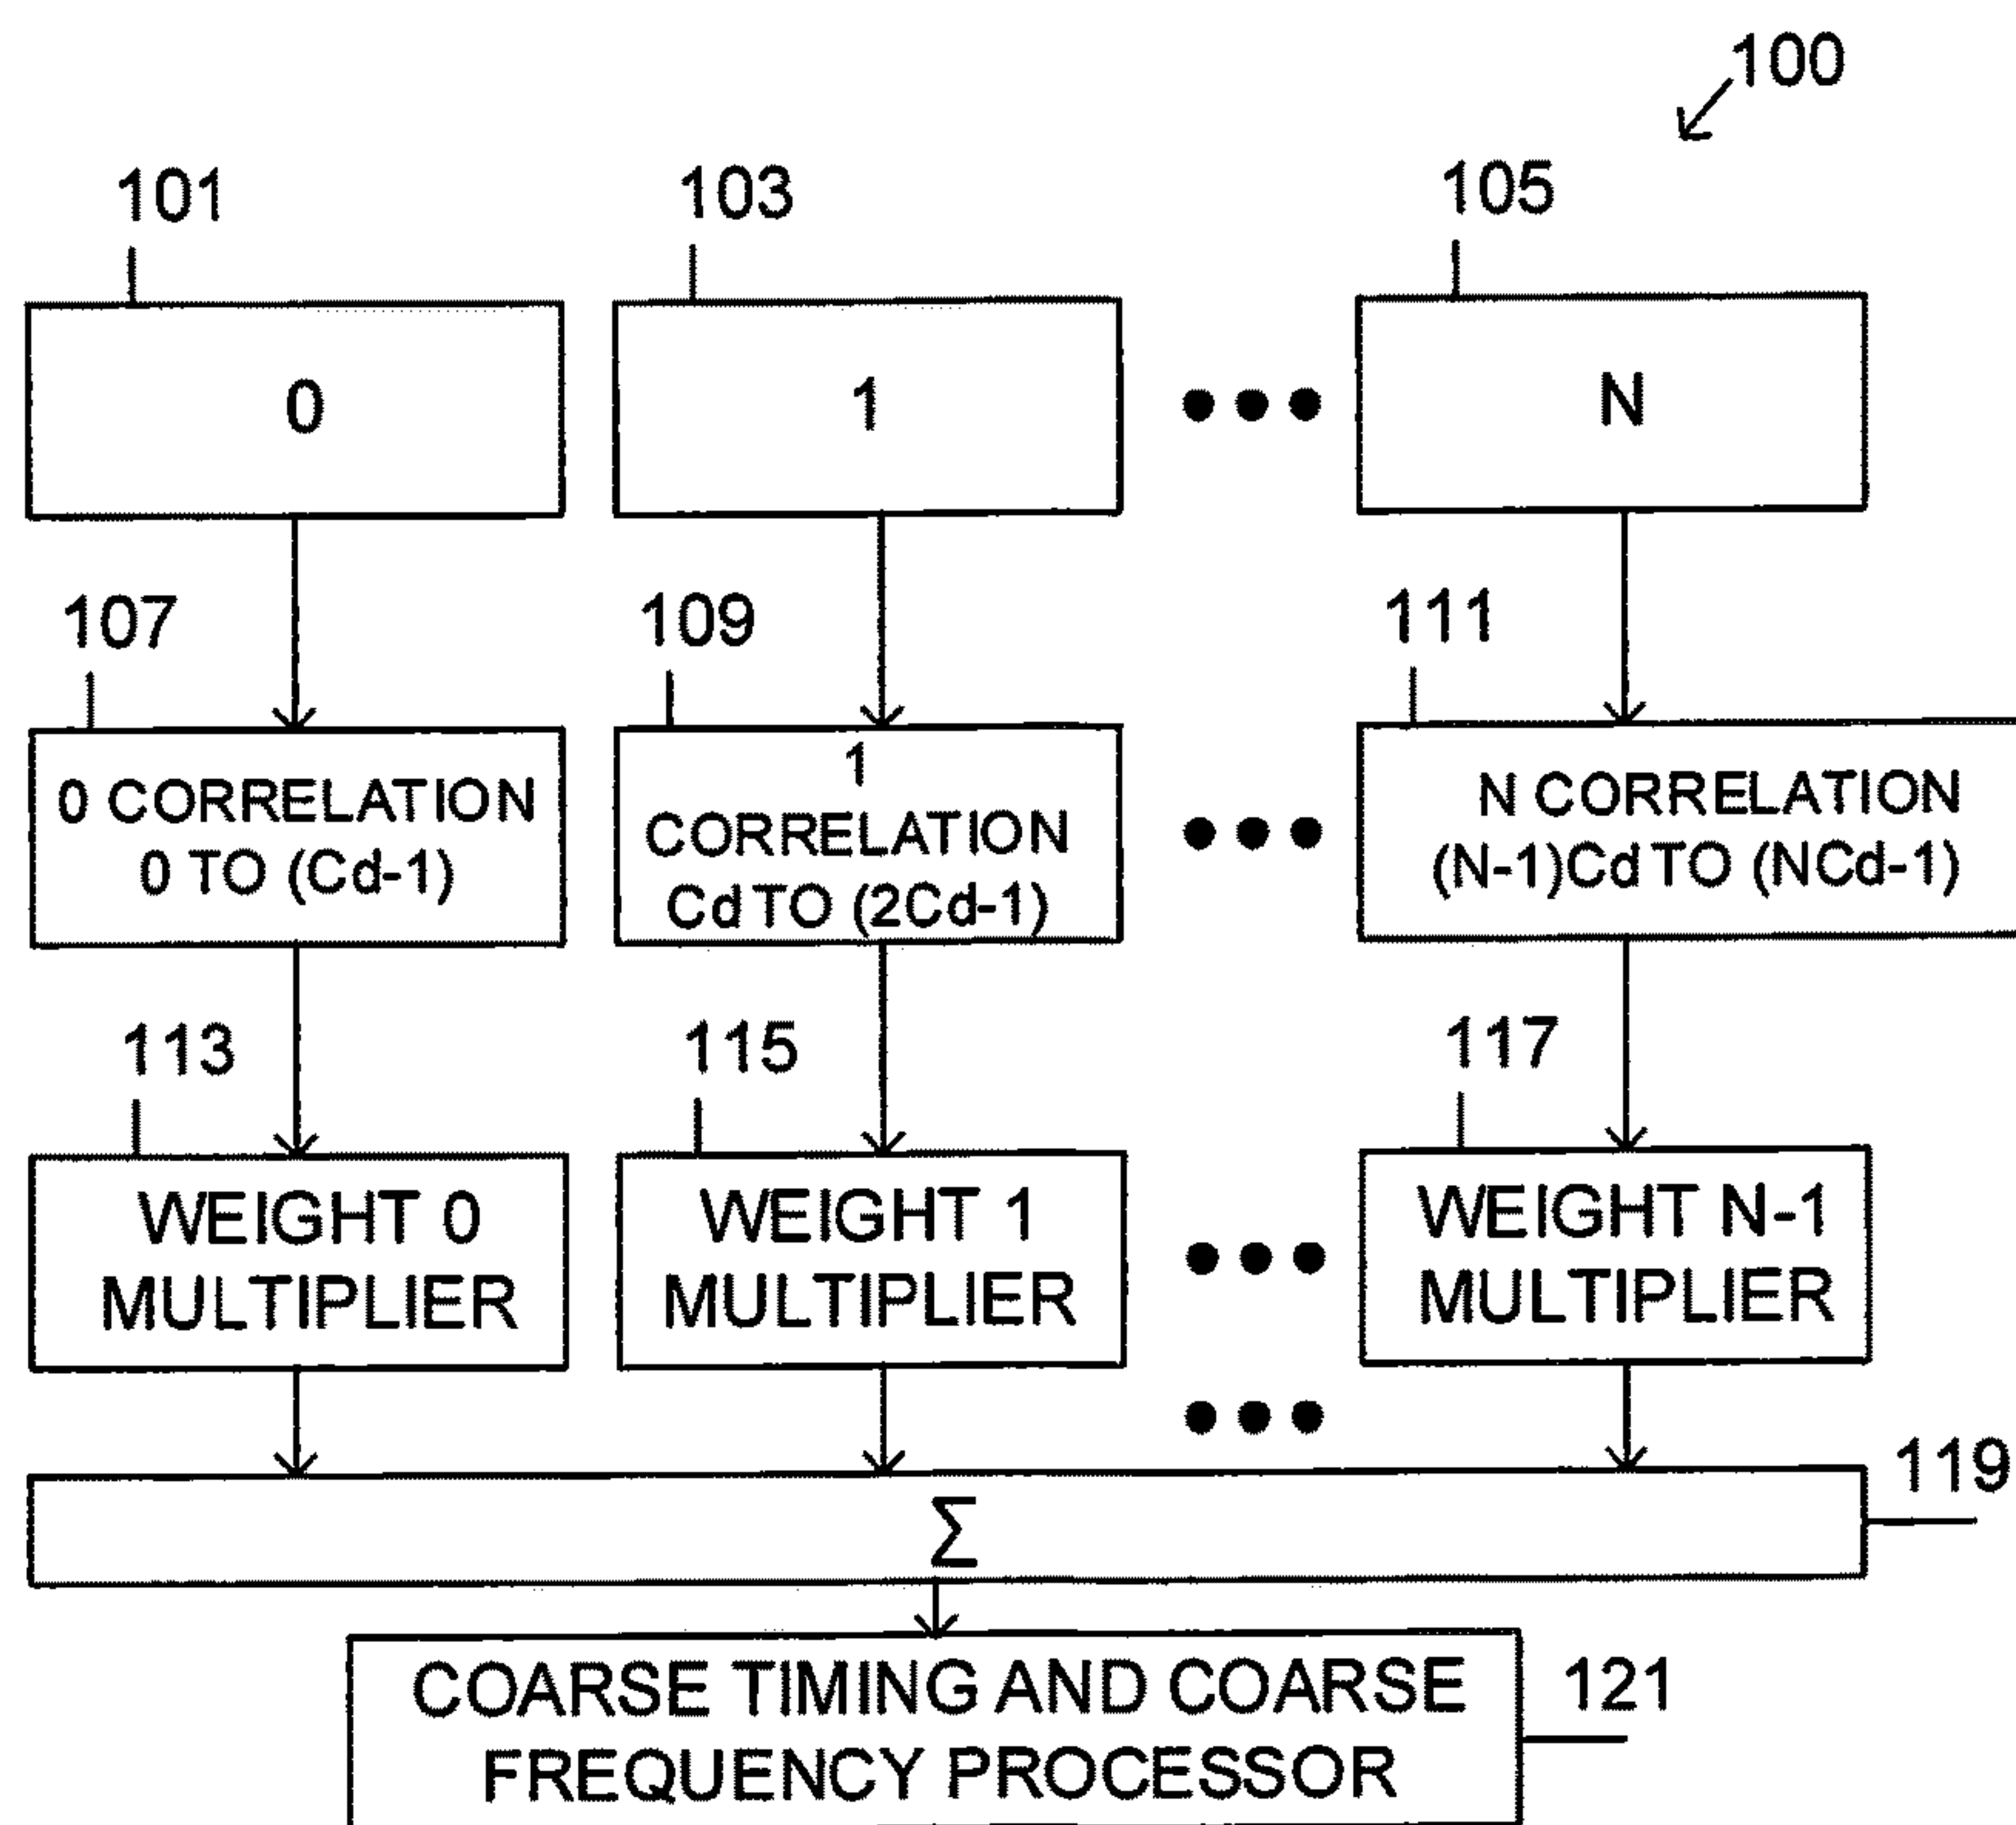 100
101
103
105
0
1
N
107
109
111
0 CORRELATION
0 TO (Cd-1)
1
CORRELATION
Cd TO (2Cd-1)
N CORRELATION
(N-1)Cd TO (NCd-1)
113
115
117
WEIGHT 0
MULTIPLIER
WEIGHT 1
MULTIPLIER
WEIGHT N-1
MULTIPLIER
119
Σ
COARSE TIMING AND COARSE
FREQUENCY PROCESSOR
121